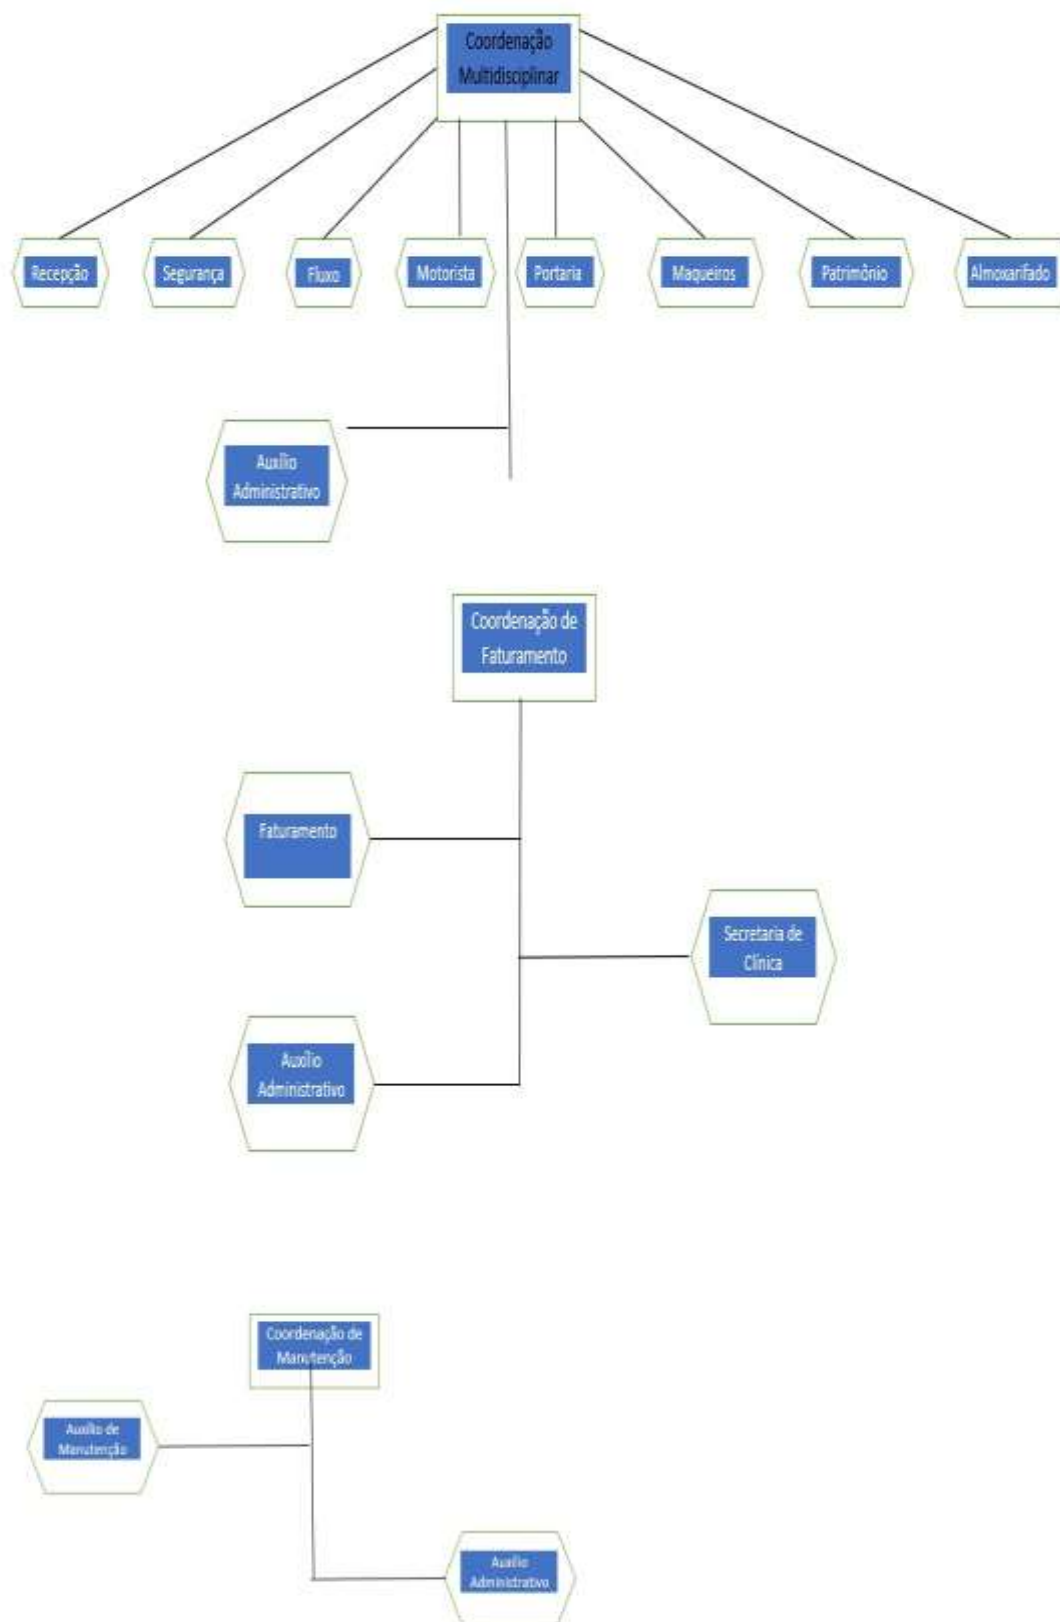 Coordenação
Multidisciplinar
Recepção
Segurança
Fluxo
Motorista
Portaria
Maqueiros
Patrimônio
Almoxarifado
Auxílio
Administrativo
Coordenação de
Faturamento
Faturamento
Secretaria de
Clínica
Auxílio
Administrativo
Coordenação de
Manutenção
Auxílio de
Manutenção
Auxílio
Administrativo